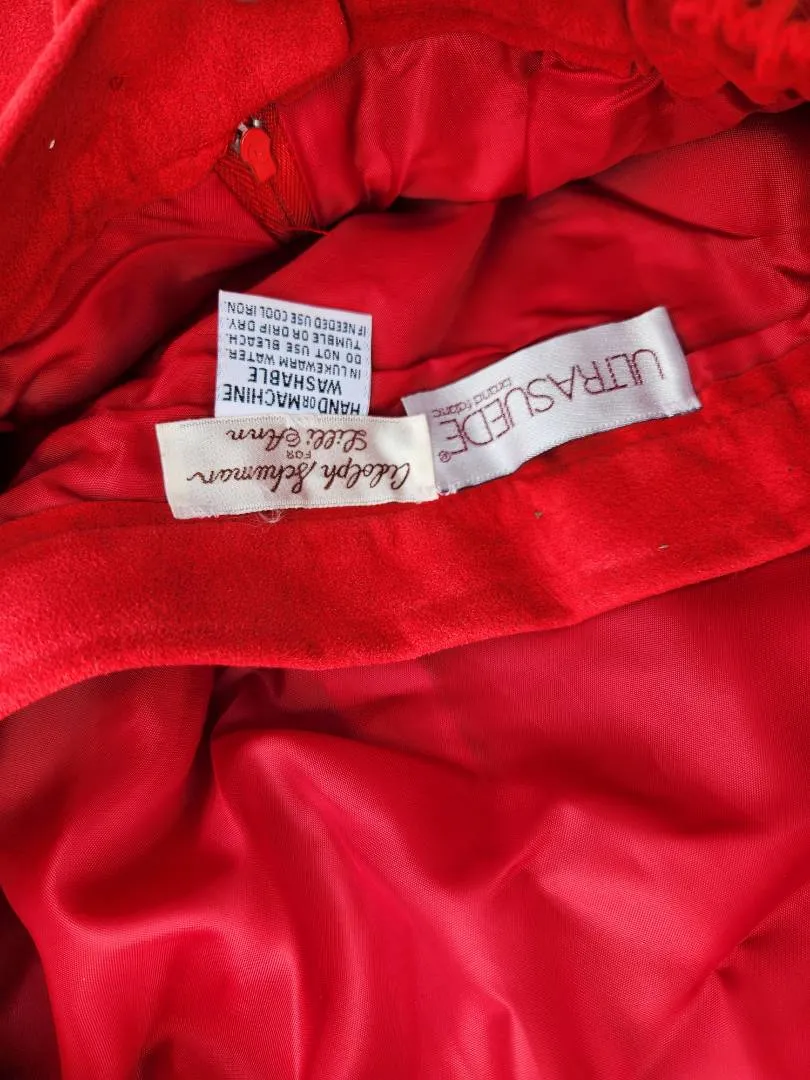 HAND OR MACHINE
WASHABLE
IN LUKEWARM WATER.
DO NOT USE BLEACH.
TUMBLE OR DRIP DRY.
IF NEEDED USE COOL IRON.
Adolph Schuman
FOR
Lilli Ann
ULTRASUEDE®
brand fabric